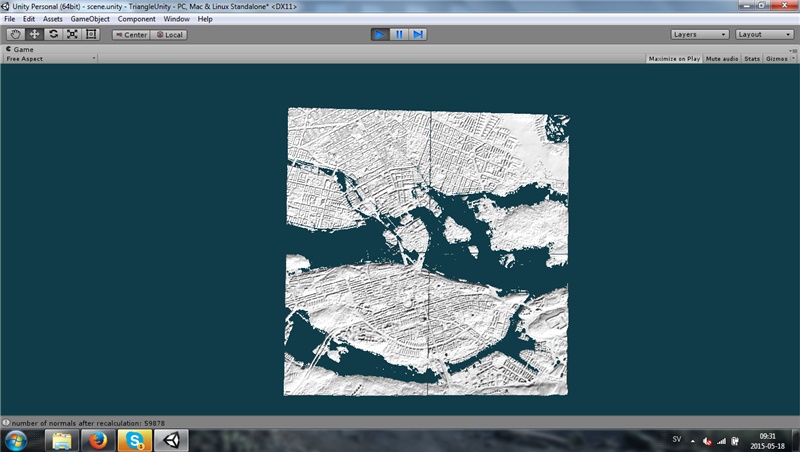 Unity Personal (64bit) - scene.unity - TriangleUnity - PC, Mac & Linux Standalone* <DX11>
File Edit Assets GameObject Component Window Help
Center Local Layers Layout
Game
Free Aspect Maximize on Play Mute audio Stats Gizmos
number of normals after recalculation: 59878
SV 09:31
2015-05-18